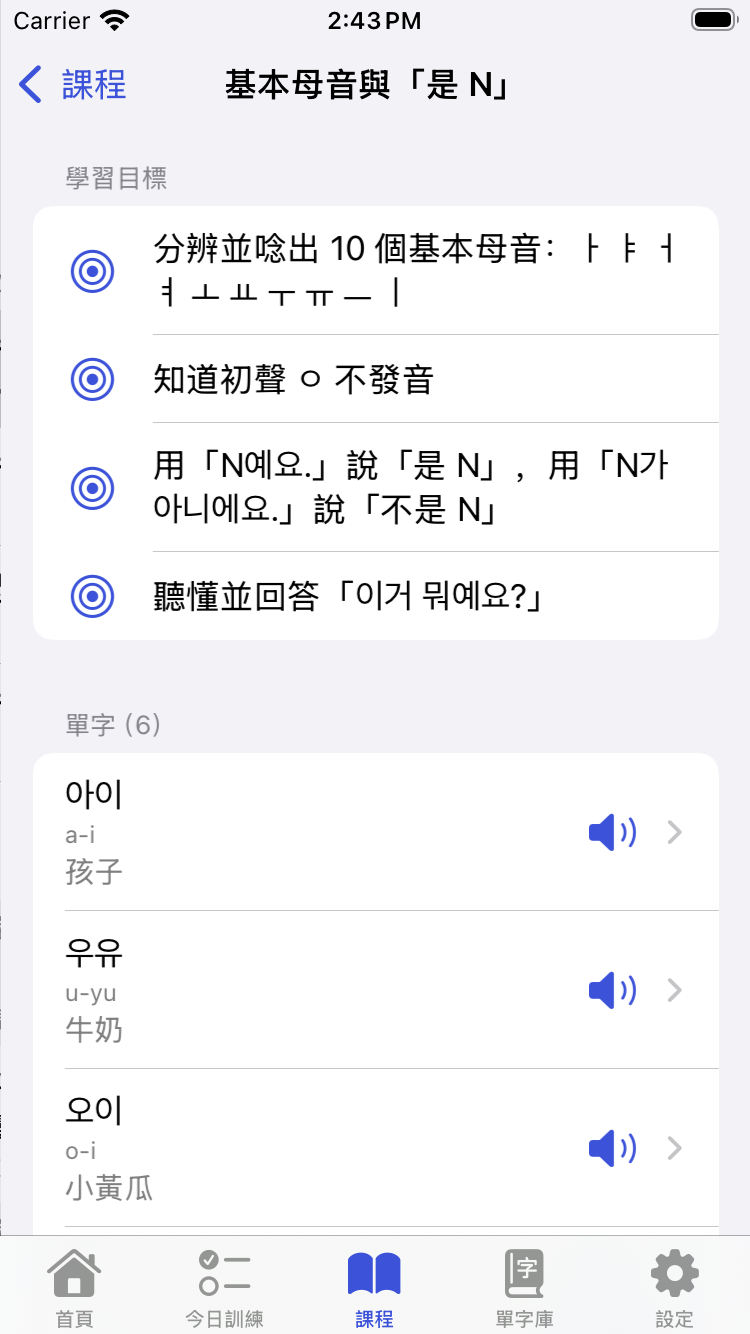 Carrier 2:43 PM
課程 基本母音與「是 N」
學習目標
分辨並唸出 10 個基本母音：ㅏ ㅑ ㅓ
ㅕ ㅗ ㅛ ㅜ ㅠ ㅡ ㅣ
知道初聲 ㅇ 不發音
用「N예요.」說「是 N」，用「N가
아니에요.」說「不是 N」
聽懂並回答「이거 뭐예요?」
單字 (6)
아이
a-i
孩子
우유
u-yu
牛奶
오이
o-i
小黃瓜
字
首頁 今日訓練 課程 單字庫 設定